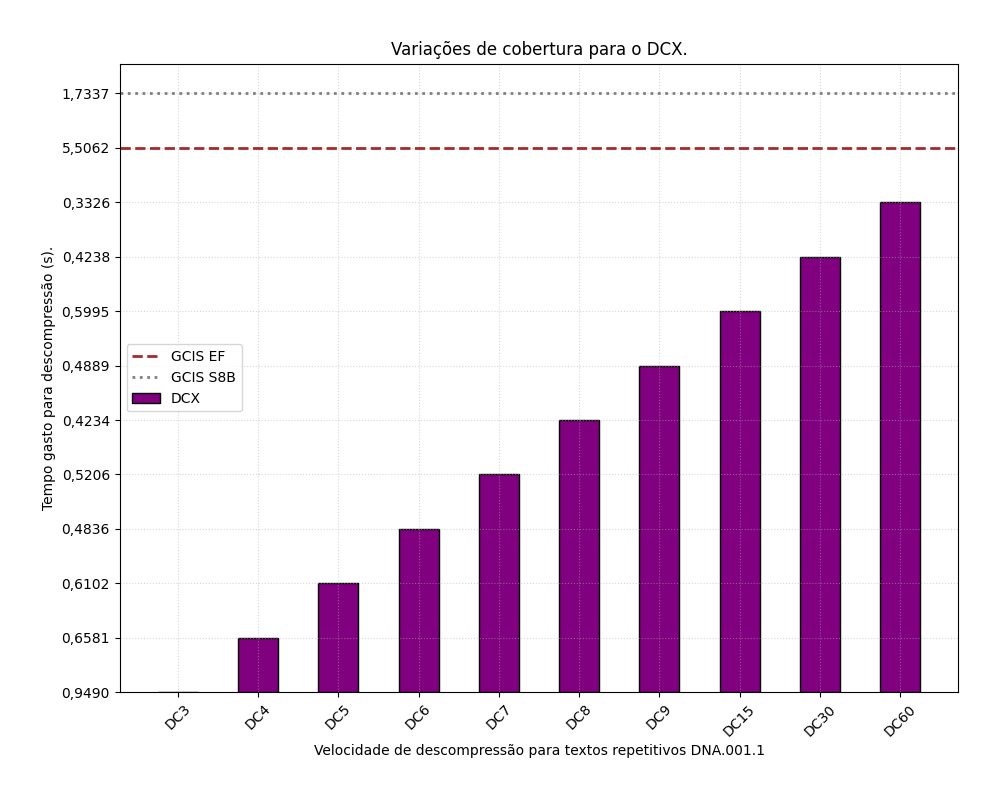 Variações de cobertura para o DCX.
1,7337
5,5062
0,3326
0,4238
0,5995
0,4889
0,4234
0,5206
0,4836
0,6102
0,6581
0,9490
Tempo gasto para descompressão (s).
GCIS EF
GCIS S8B
DCX
DC3
DC4
DC5
DC6
DC7
DC8
DC9
DC15
DC30
DC60
Velocidade de descompressão para textos repetitivos DNA.001.1